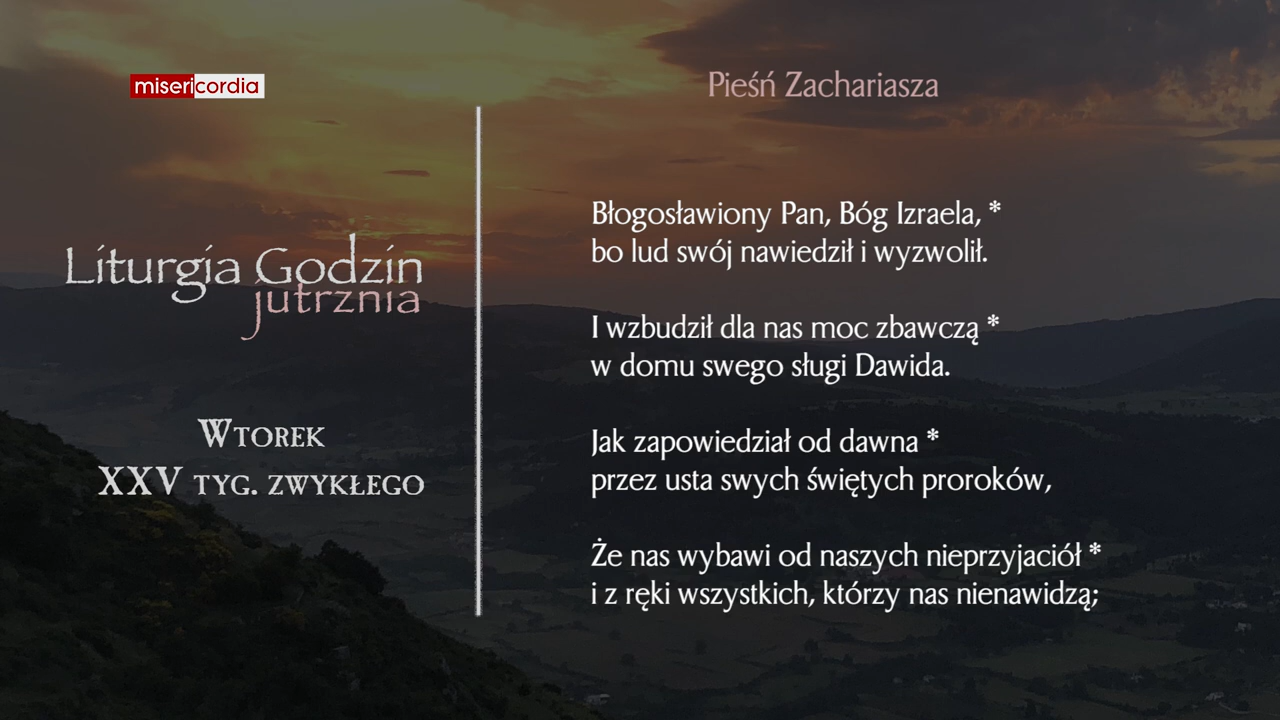 misericordia
Liturgia Godzin
jutrznia
Wtorek
XXV tyg. zwykłego
Pieśń Zachariasza
Błogosławiony Pan, Bóg Izraela, *
bo lud swój nawiedził i wyzwolił.
I wzbudził dla nas moc zbawczą *
w domu swego sługi Dawida.
Jak zapowiedział od dawna *
przez usta swych świętych proroków,
Że nas wybawi od naszych nieprzyjaciół *
i z ręki wszystkich, którzy nas nienawidzą;